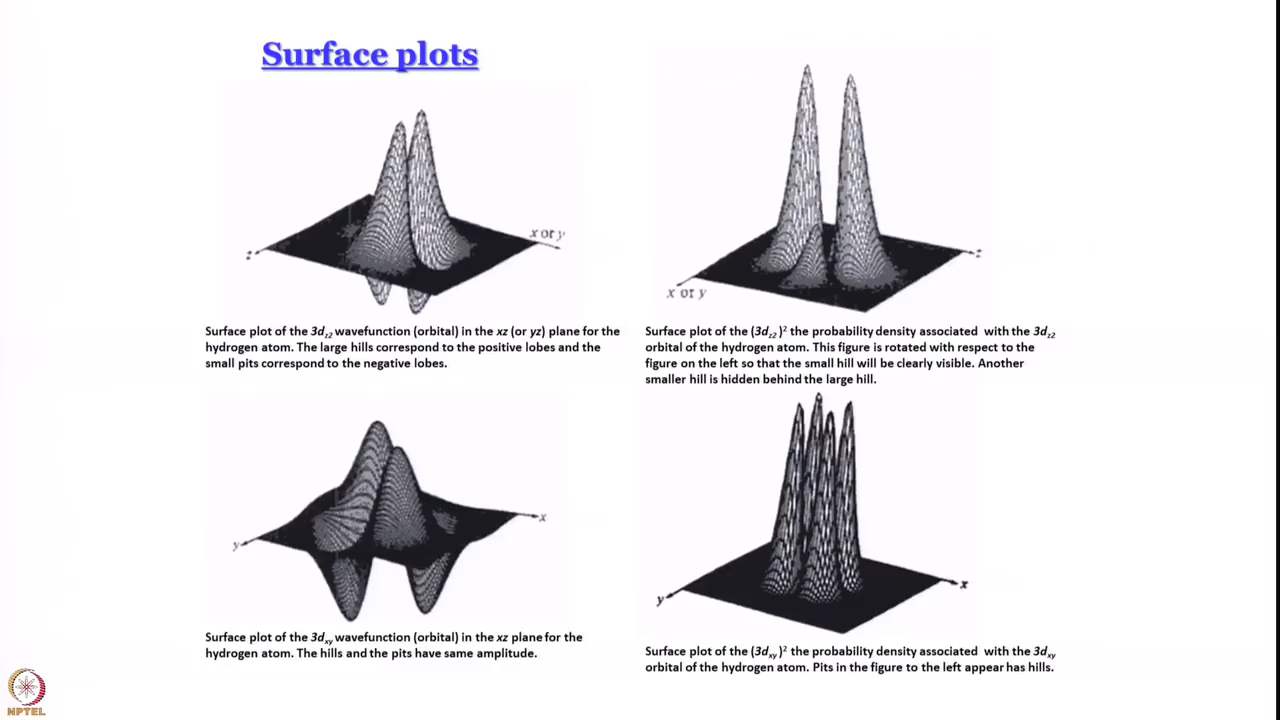 Surface plots
z
x or y
Surface plot of the 3dz2 wavefunction (orbital) in the xz (or yz) plane for the
hydrogen atom. The large hills correspond to the positive lobes and the
small pits correspond to the negative lobes.
x or y
z
Surface plot of the (3dz2)2 the probability density associated with the 3dz2
orbital of the hydrogen atom. This figure is rotated with respect to the
figure on the left so that the small hill will be clearly visible. Another
smaller hill is hidden behind the large hill.
y
x
Surface plot of the 3dxy wavefunction (orbital) in the xz plane for the
hydrogen atom. The hills and the pits have same amplitude.
y
x
Surface plot of the (3dxy)2 the probability density associated with the 3dxy
orbital of the hydrogen atom. Pits in the figure to the left appear has hills.
NPTEL